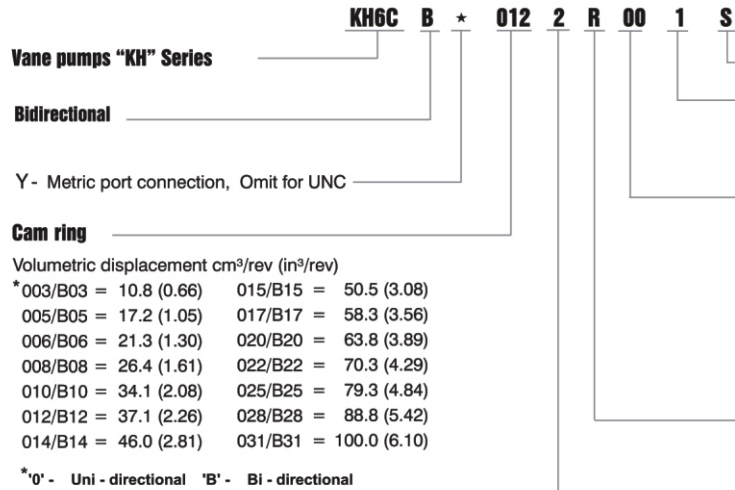 KH6C B * 012 2 R 00 1 S
Vane pumps “KH” Series
Bidirectional
Y - Metric port connection, Omit for UNC
Cam ring
Volumetric displacement cm³/rev (in³/rev)
*003/B03 = 10.8 (0.66) 015/B15 = 50.5 (3.08)
005/B05 = 17.2 (1.05) 017/B17 = 58.3 (3.56)
006/B06 = 21.3 (1.30) 020/B20 = 63.8 (3.89)
008/B08 = 26.4 (1.61) 022/B22 = 70.3 (4.29)
010/B10 = 34.1 (2.08) 025/B25 = 79.3 (4.84)
012/B12 = 37.1 (2.26) 028/B28 = 88.8 (5.42)
014/B14 = 46.0 (2.81) 031/B31 = 100.0 (6.10)
*'0' - Uni - directional 'B' - Bi - directional